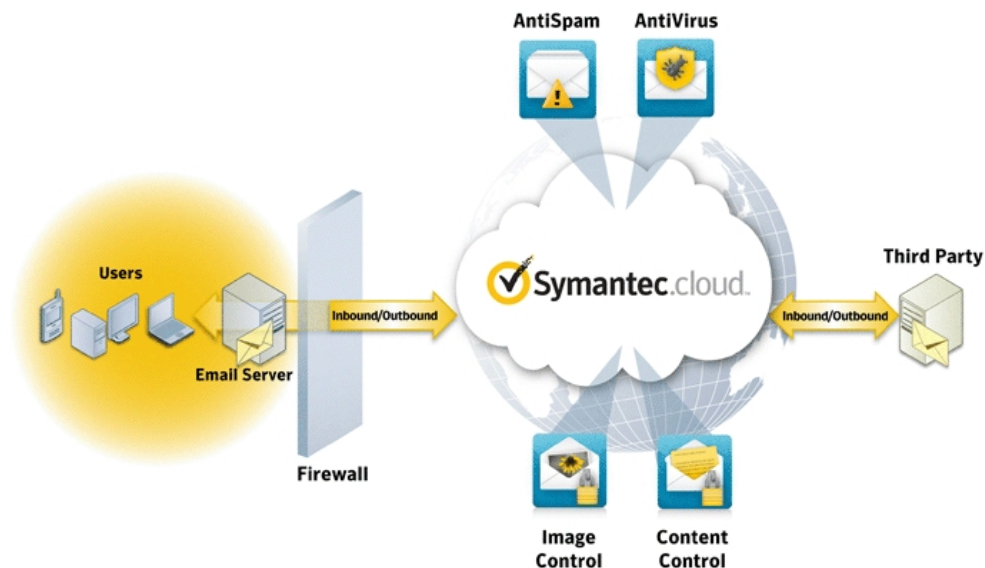 AntiSpam
AntiVirus
Users
Email Server
Firewall
Inbound/Outbound
Symantec.cloud
Inbound/Outbound
Third Party
Image
Control
Content
Control